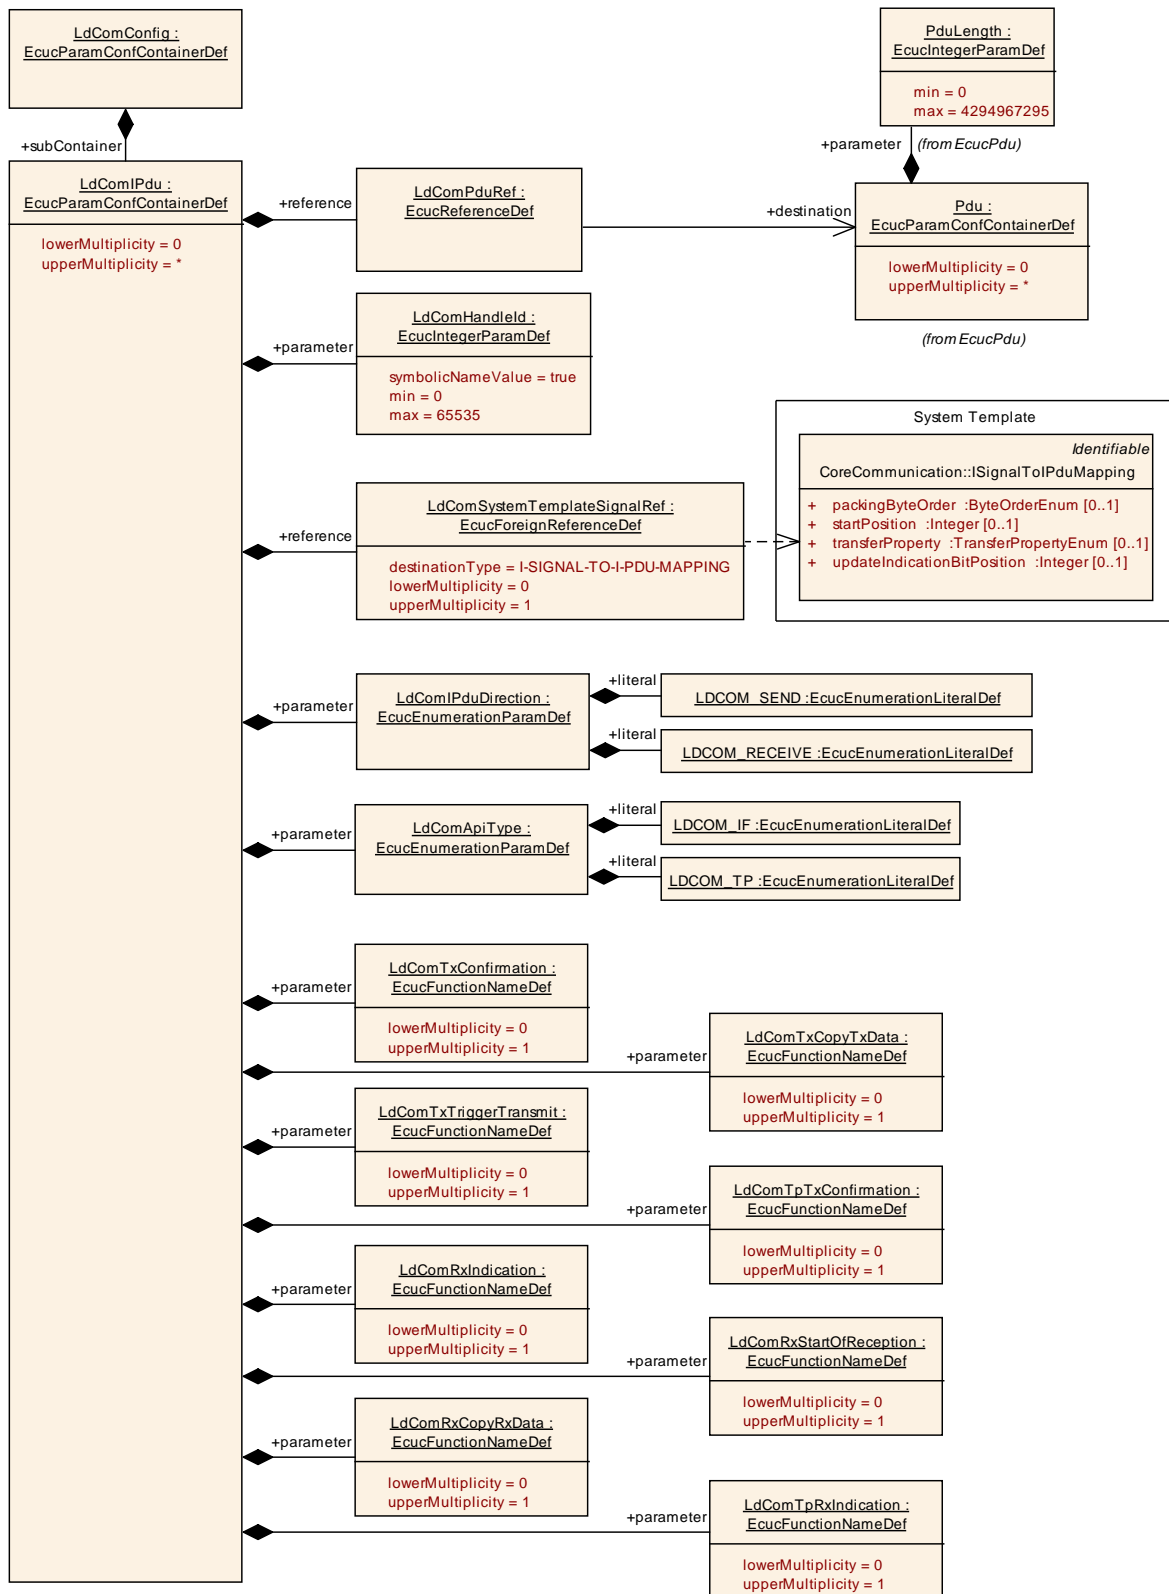 LdComConfig :
EcucParamConfContainerDef
PduLength :
EcucIntegerParamDef
min = 0
max = 4294967295
+subContainer
+parameter
(from EcucPdu)
LdComIPdu :
EcucParamConfContainerDef
lowerMultiplicity = 0
upperMultiplicity = *
+reference
LdComPduRef :
EcucReferenceDef
+destination
Pdu :
EcucParamConfContainerDef
lowerMultiplicity = 0
upperMultiplicity = *
(from EcucPdu)
+parameter
LdComHandleId :
EcucIntegerParamDef
symbolicNameValue = true
min = 0
max = 65535
System Template
Identifiable
CoreCommunication::ISignalToIPduMapping
+ packingByteOrder :ByteOrderEnum [0..1]
+ startPosition :Integer [0..1]
+ transferProperty :TransferPropertyEnum [0..1]
+ updateIndicationBitPosition :Integer [0..1]
+reference
LdComSystemTemplateSignalRef :
EcucForeignReferenceDef
destinationType = I-SIGNAL-TO-I-PDU-MAPPING
lowerMultiplicity = 0
upperMultiplicity = 1
+parameter
LdComIPduDirection :
EcucEnumerationParamDef
+literal
LDCOM_SEND :EcucEnumerationLiteralDef
+literal
LDCOM_RECEIVE :EcucEnumerationLiteralDef
+parameter
LdComApiType :
EcucEnumerationParamDef
+literal
LDCOM_IF :EcucEnumerationLiteralDef
+literal
LDCOM_TP :EcucEnumerationLiteralDef
+parameter
LdComTxConfirmation :
EcucFunctionNameDef
lowerMultiplicity = 0
upperMultiplicity = 1
+parameter
LdComTxCopyTxData :
EcucFunctionNameDef
lowerMultiplicity = 0
upperMultiplicity = 1
+parameter
LdComTxTriggerTransmit :
EcucFunctionNameDef
lowerMultiplicity = 0
upperMultiplicity = 1
+parameter
LdComTpTxConfirmation :
EcucFunctionNameDef
lowerMultiplicity = 0
upperMultiplicity = 1
+parameter
LdComRxIndication :
EcucFunctionNameDef
lowerMultiplicity = 0
upperMultiplicity = 1
+parameter
LdComRxStartOfReception :
EcucFunctionNameDef
lowerMultiplicity = 0
upperMultiplicity = 1
+parameter
LdComRxCopyRxData :
EcucFunctionNameDef
lowerMultiplicity = 0
upperMultiplicity = 1
+parameter
LdComTpRxIndication :
EcucFunctionNameDef
lowerMultiplicity = 0
upperMultiplicity = 1